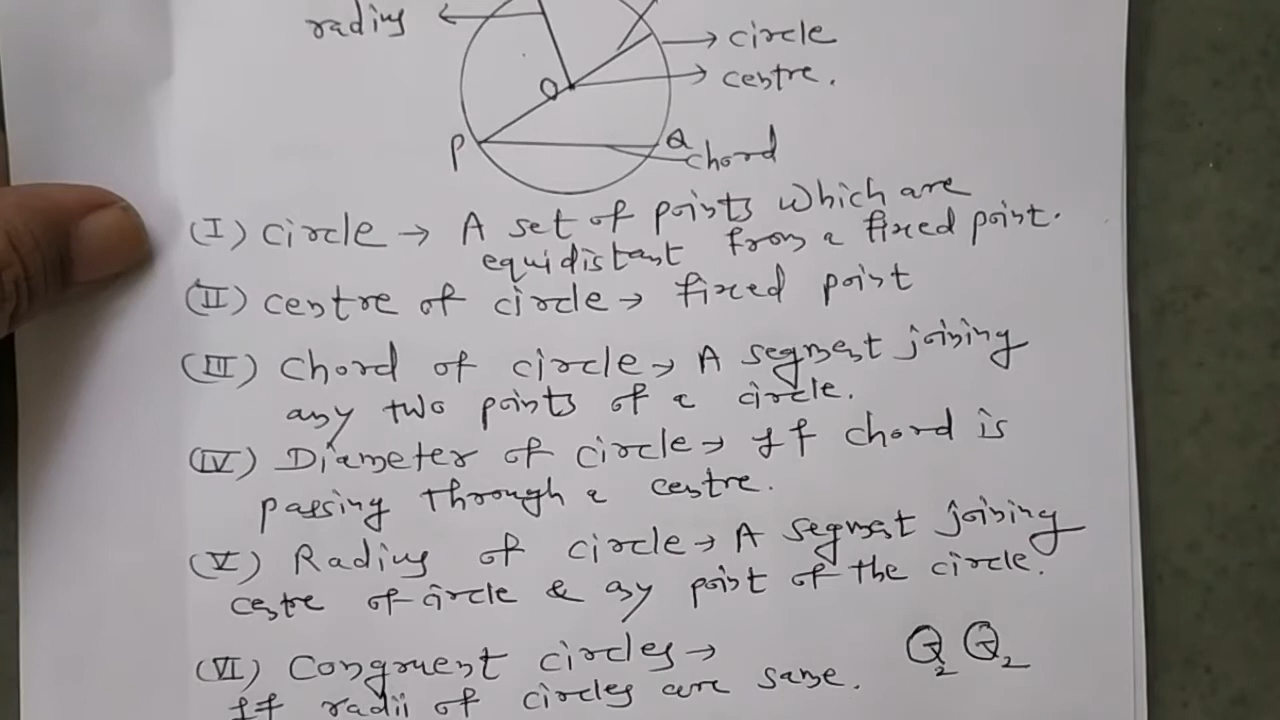 radius
circle
centre.
O
P
Q
chord
(I) circle → A set of points which are
equidistant from a fixed point.
(II) centre of circle → fixed point
(III) Chord of circle → A segment joining
any two points of a circle.
(IV) Diameter of circle → If chord is
passing through a centre.
(V) Radius of circle → A segment joining
centre of circle & any point of the circle.
(VI) Congruent circles →
If radii of circles are same.
2 2